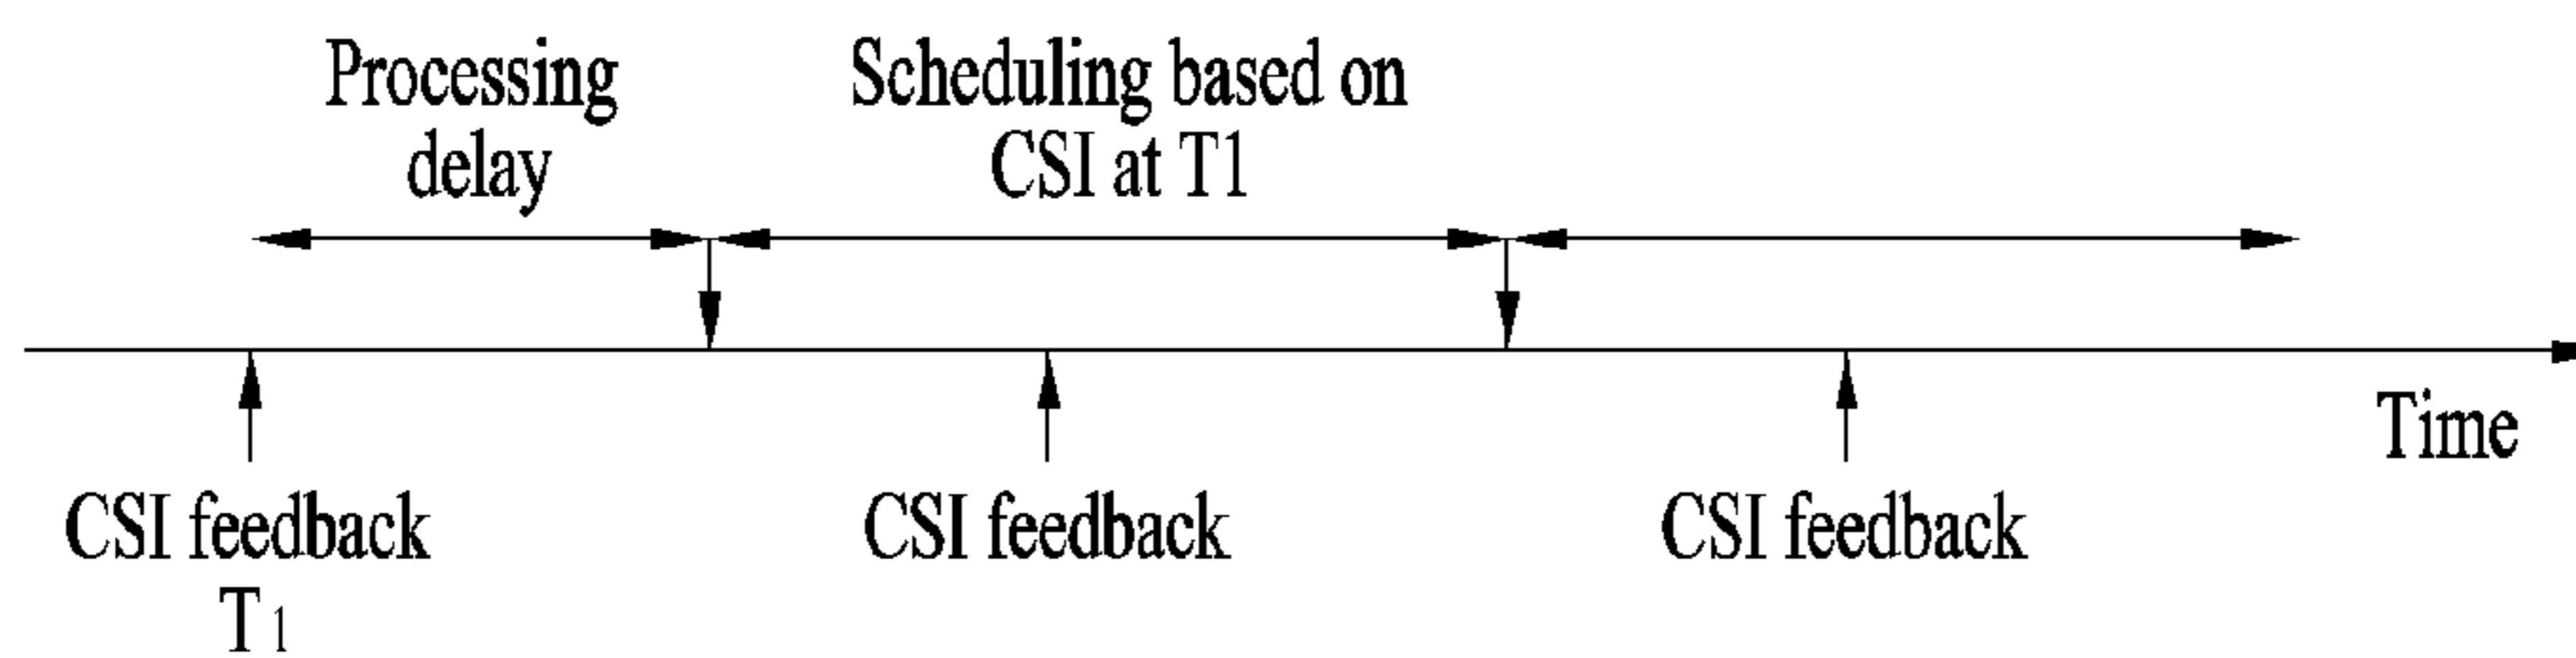 Processing
delay
Scheduling based on
CSI at T1
Time
CSI feedback
T1
CSI feedback
CSI feedback